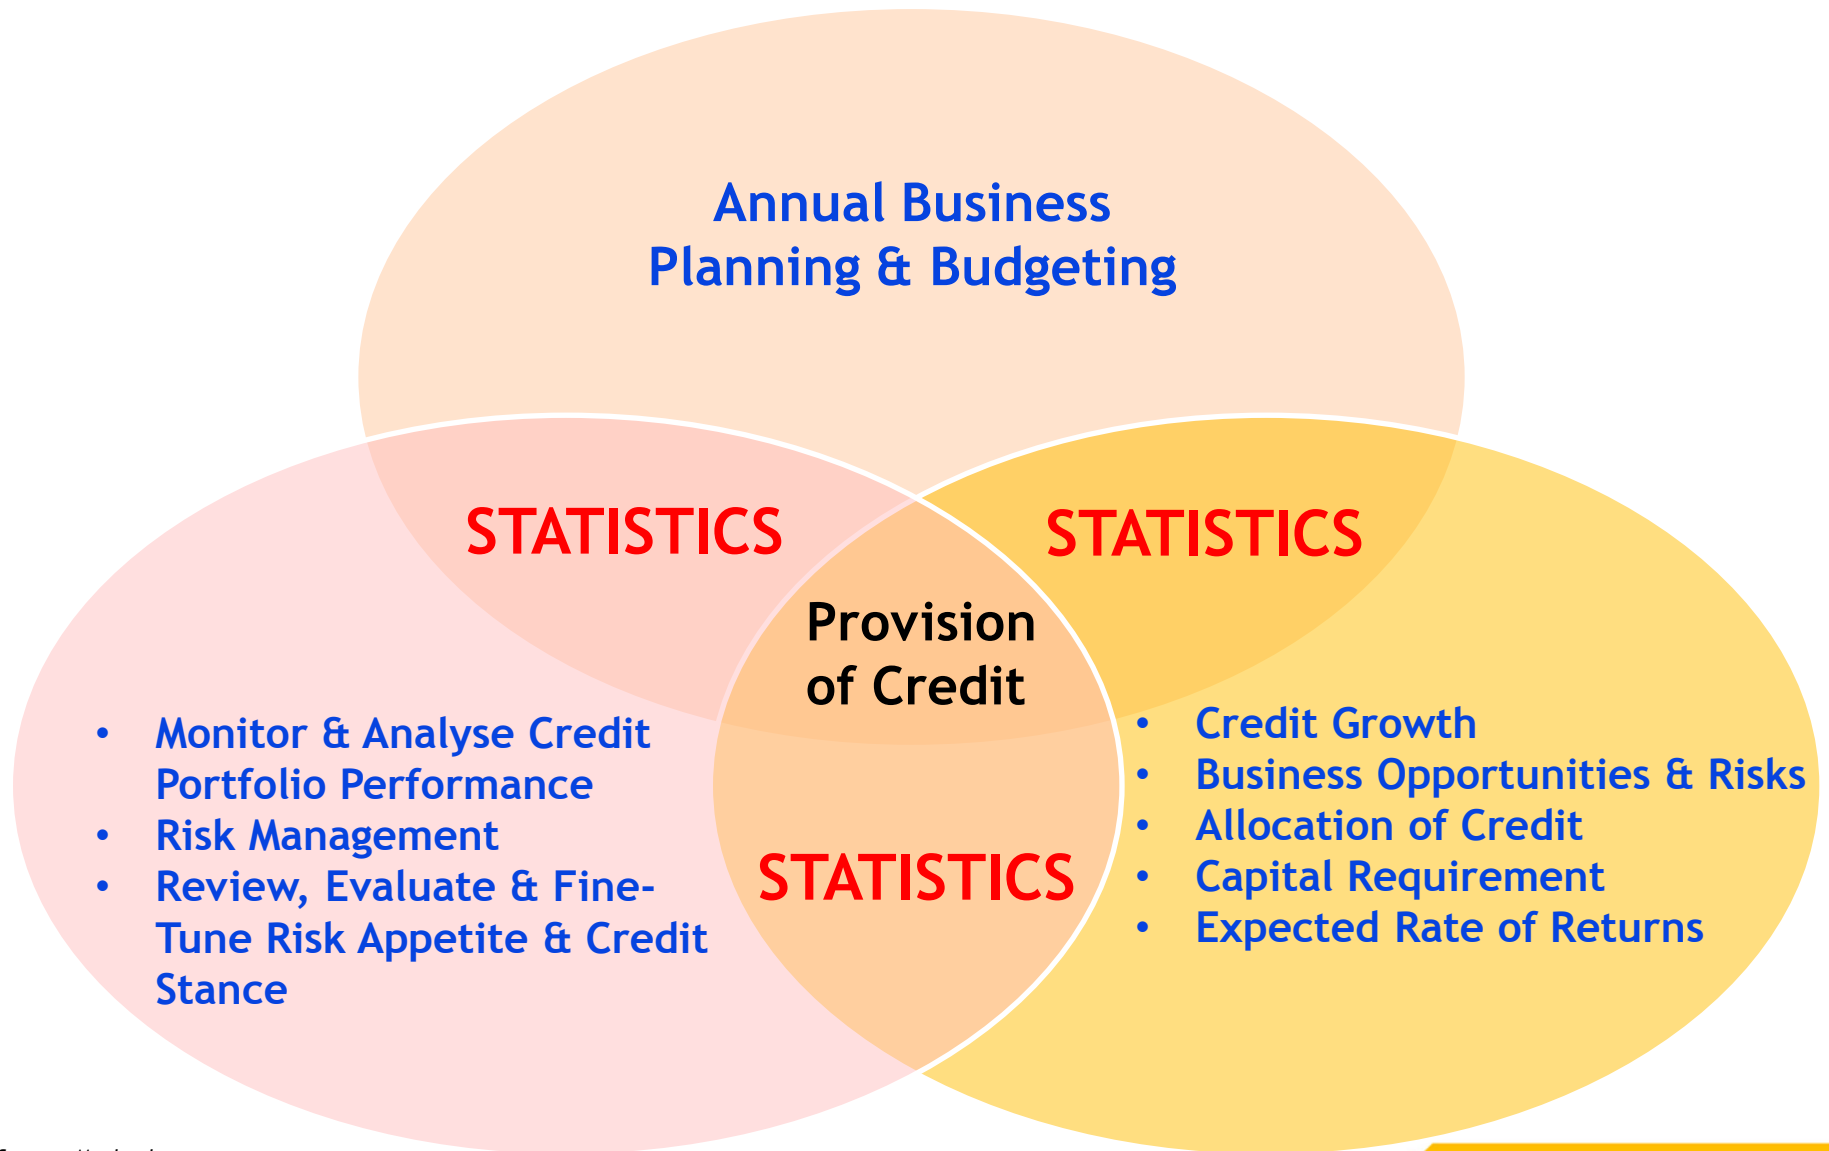 Annual Business
Planning & Budgeting
STATISTICS
STATISTICS
Provision
of Credit
• Monitor & Analyse Credit
Portfolio Performance
• Risk Management
• Review, Evaluate & Fine-
Tune Risk Appetite & Credit
Stance
• Credit Growth
• Business Opportunities & Risks
• Allocation of Credit
• Capital Requirement
• Expected Rate of Returns
STATISTICS